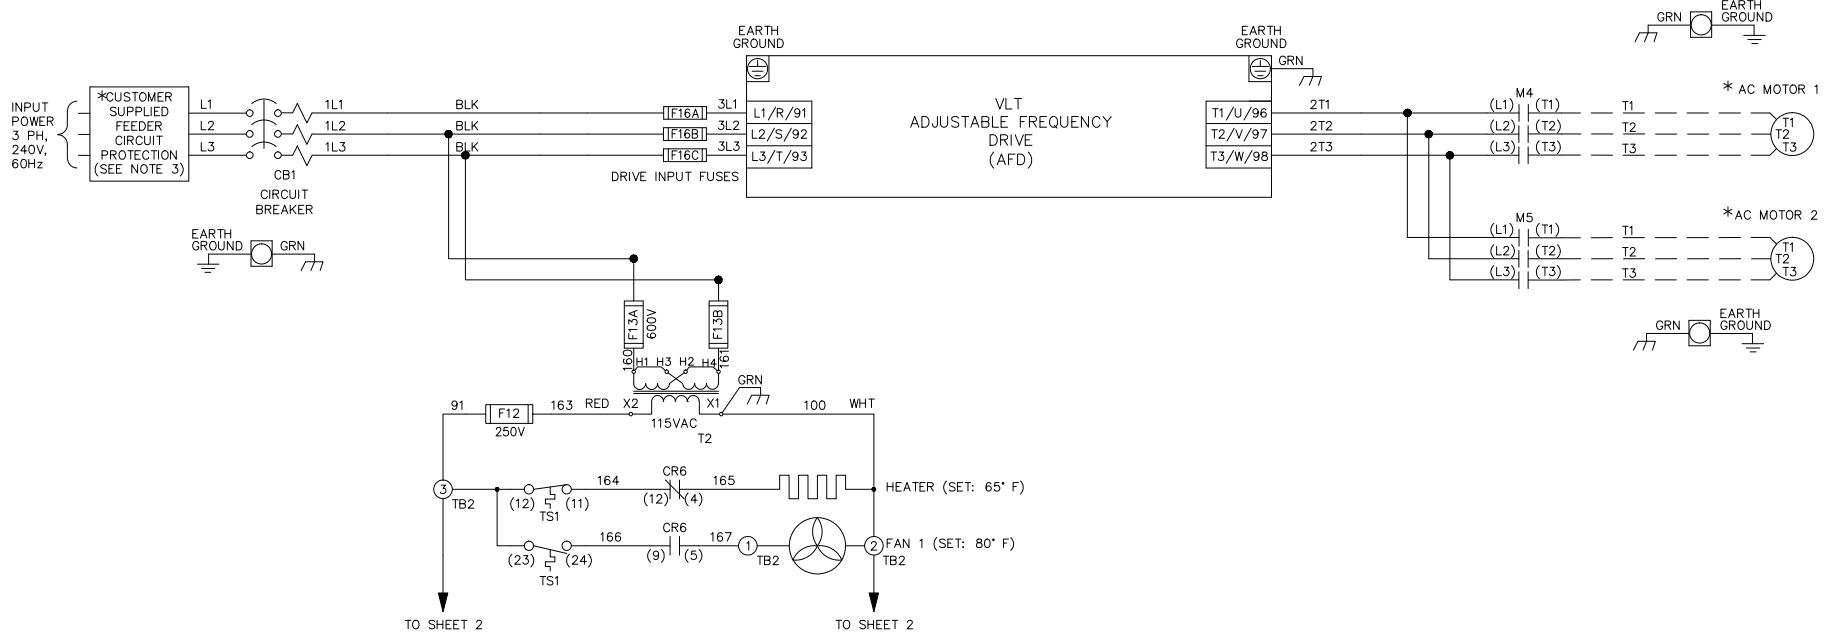 INPUT
POWER
3 PH,
240V,
60Hz
*CUSTOMER
SUPPLIED
FEEDER
CIRCUIT
PROTECTION
(SEE NOTE 3)
L1
L2
L3
CB1
CIRCUIT
BREAKER
1L1
1L2
1L3
BLK
BLK
BLK
F16A
F16B
F16C
3L1
3L2
3L3
DRIVE INPUT FUSES
EARTH
GROUND
L1/R/91
L2/S/92
L3/T/93
VLT
ADJUSTABLE FREQUENCY
DRIVE
(AFD)
EARTH
GROUND
GRN
T1/U/96
T2/V/97
T3/W/98
2T1
2T2
2T3
GRN
EARTH
GROUND
M4
(L1) (T1) T1
(L2) (T2) T2
(L3) (T3) T3
* AC MOTOR 1
T1
T2
T3
M5
(L1) (T1) T1
(L2) (T2) T2
(L3) (T3) T3
*AC MOTOR 2
T1
T2
T3
GRN
EARTH
GROUND
EARTH
GROUND
GRN
F13A
600V
F13B
160
161
H1 H3 H2 H4
GRN
91
F12
250V
163 RED X2
X1
115VAC
T2
100 WHT
3
TB2
(12) (11)
TS1
164
CR6
(12) (4)
165
HEATER (SET: 65° F)
(23) (24)
TS1
166
CR6
(9) (5)
167
1
TB2
2
TB2
FAN 1 (SET: 80° F)
TO SHEET 2
TO SHEET 2